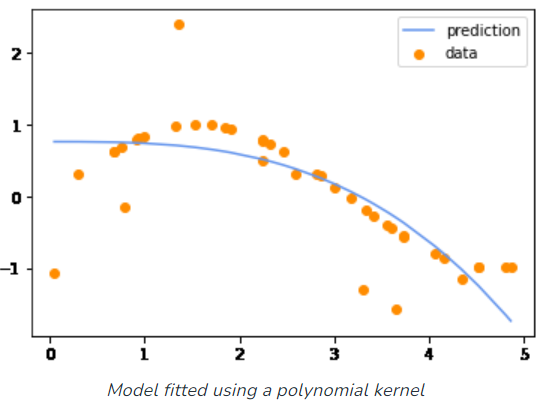 prediction
data
2
1
0
−1
0 1 2 3 4 5
Model fitted using a polynomial kernel